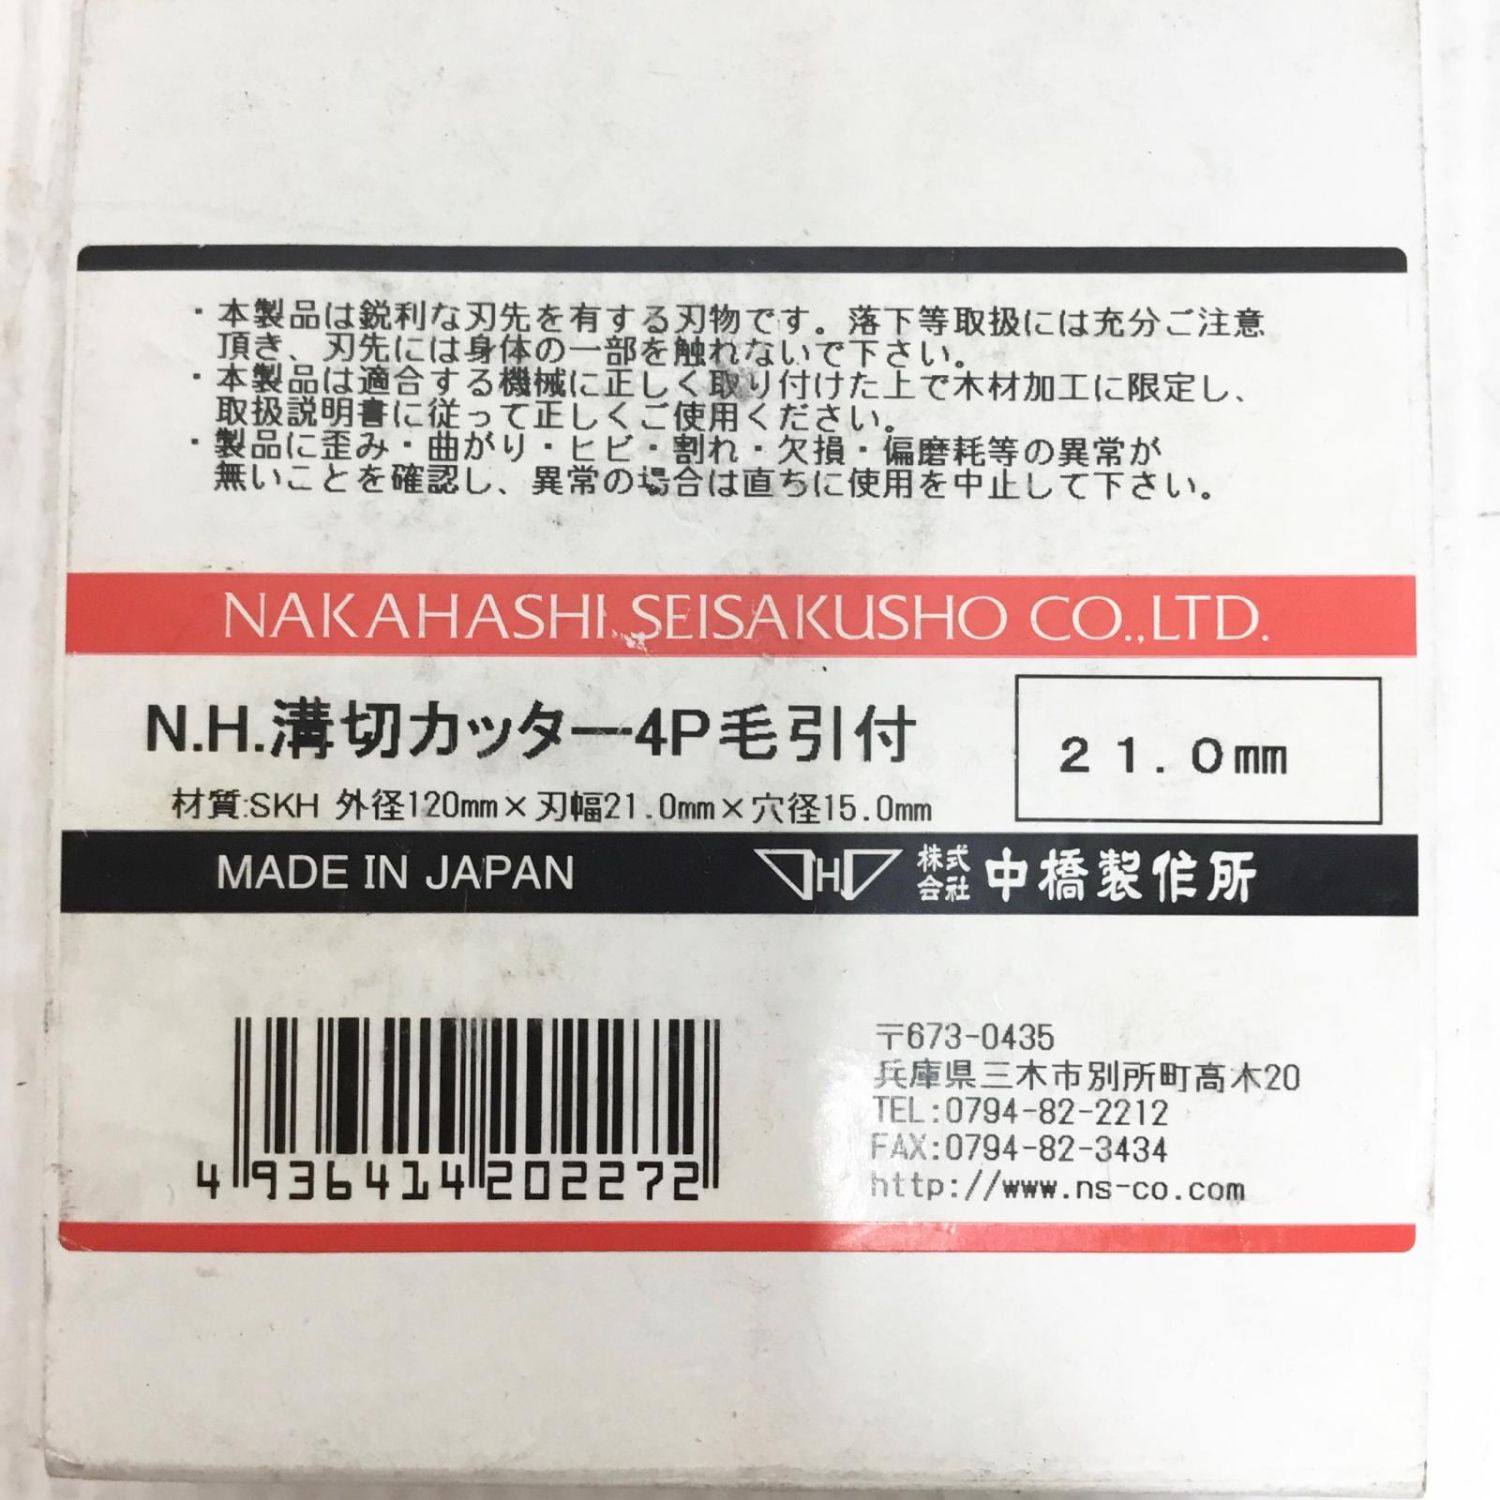 ・本製品は鋭利な刃先を有する刃物です。落下等取扱には充分ご注意
頂き、刃先には身体の一部を触れないで下さい。
・本製品は適合する機械に正しく取り付けた上で木材加工に限定し、
取扱説明書に従って正しくご使用ください。
・製品に歪み・曲がり・ヒビ・割れ・欠損・偏磨耗等の異常が
無いことを確認し、異常の場合は直ちに使用を中止して下さい。
NAKAHASHI SEISAKUSHO CO.,LTD.
N.H.溝切カッター4P毛引付
21.0mm
材質:SKH 外径120mm×刃幅21.0mm×穴径15.0mm
MADE IN JAPAN
H 株式会社 中橋製作所
4936414202272
〒673-0435
兵庫県三木市別所町高木20
TEL:0794-82-2212
FAX:0794-82-3434
http://www.ns-co.com